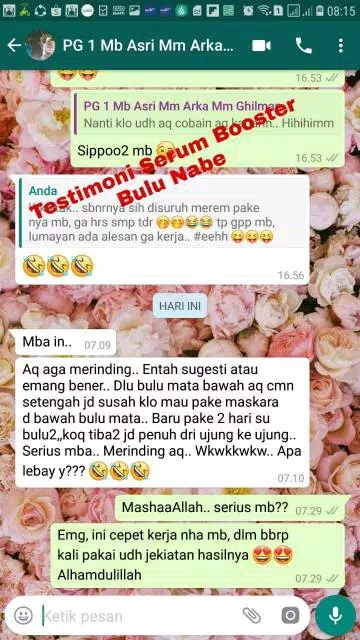 08:15
PG 1 Mb Asri Mm Arka...
16.53
PG 1 Mb Asri Mm Arka Mm Ghilman
Nanti klo udh aq cobain
Hihihimm
Sippoo2 mb
16.53
Testimoni Serum Booster
Bulu Nabe
Anda
sbnrnya sih disuruh merem pake
nya mb, ga hrs smp tdr 😁😁😂😂 tp gpp mb,
lumayan ada alesan ga kerja.. #eehh 😜😜😜
🤣🤣🤣
16.56
HARI INI
Mba in..
07.09
Aq aga merinding.. Entah sugesti atau
emang bener.. Dlu bulu mata bawah aq cmn
setengah jd susah klo mau pake maskara
d bawah bulu mata.. Baru pake 2 hari su
bulu2,,koq tiba2 jd penuh dri ujung ke ujung..
Serius mba.. Merinding aq.. Wkwkkwkw.. Apa
lebay y??? 🤣🤣🤣
07.10
MashaaAllah.. serius mb??
07.29
Emg, ini cepet kerja nha mb, dlm bbrp
kali pakai udh jekiatan hasilnya 😍😍
Alhamdulillah
07.29
Ketik pesan